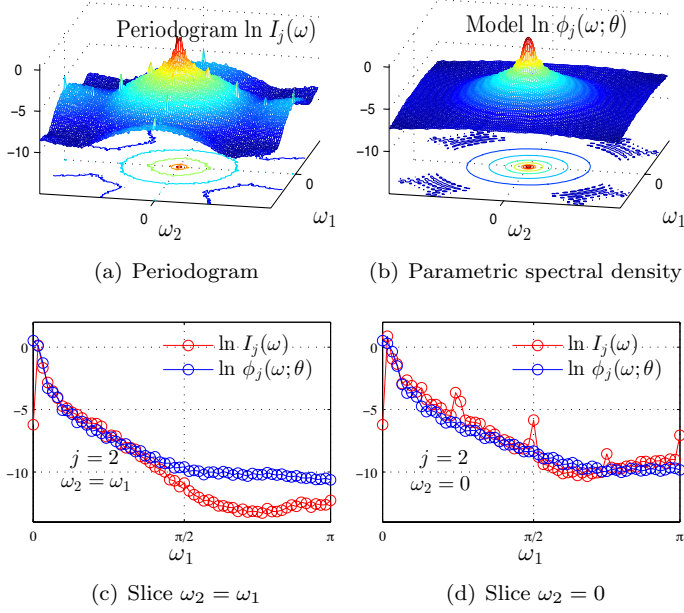 Periodogram ln I_j(ω)
0
−5
−10
0
ω_2
0
ω_1
(a) Periodogram
Model ln ϕ_j(ω; θ)
0
−5
−10
0
ω_2
0
ω_1
(b) Parametric spectral density
0
−5
−10
ln I_j(ω)
ln ϕ_j(ω; θ)
j = 2
ω_2 = ω_1
0
π/2
π
ω_1
(c) Slice ω_2 = ω_1
0
−5
−10
ln I_j(ω)
ln ϕ_j(ω; θ)
j = 2
ω_2 = 0
0
π/2
π
ω_1
(d) Slice ω_2 = 0